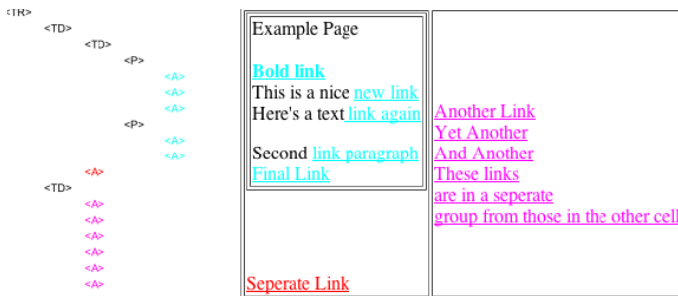 <TR>
<TD>
<TD>
<P>
<A>
<A>
<A>
<P>
<A>
<A>
<A>
<TD>
<A>
<A>
<A>
<A>
<A>
<A>
Example Page
Bold link
This is a nice new link
Here's a text link again
Second link paragraph
Final Link
Seperate Link
Another Link
Yet Another
And Another
These links
are in a seperate
group from those in the other cell